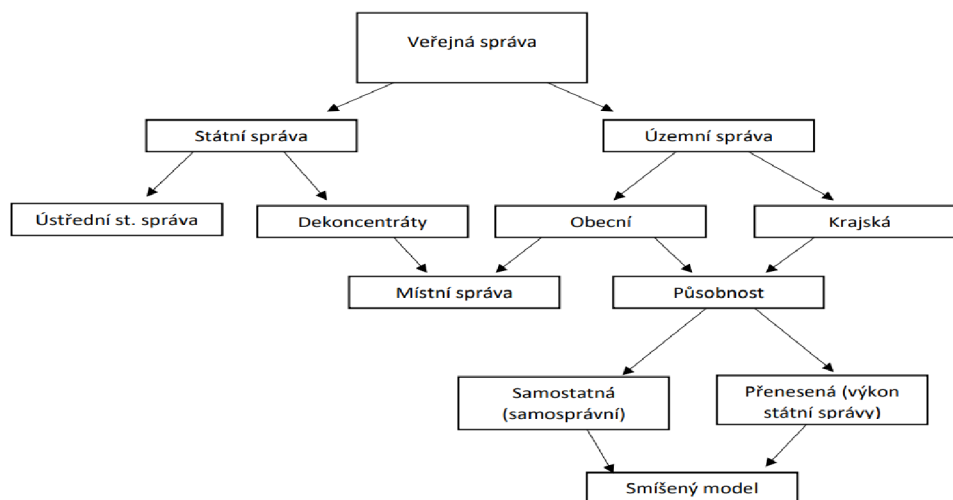 Veřejná správa
Státní správa
Územní správa
Ústřední st. správa
Dekoncentráty
Obecní
Krajská
Místní správa
Působnost
Samostatná
(samosprávní)
Přenesená (výkon
státní správy)
Smíšený model